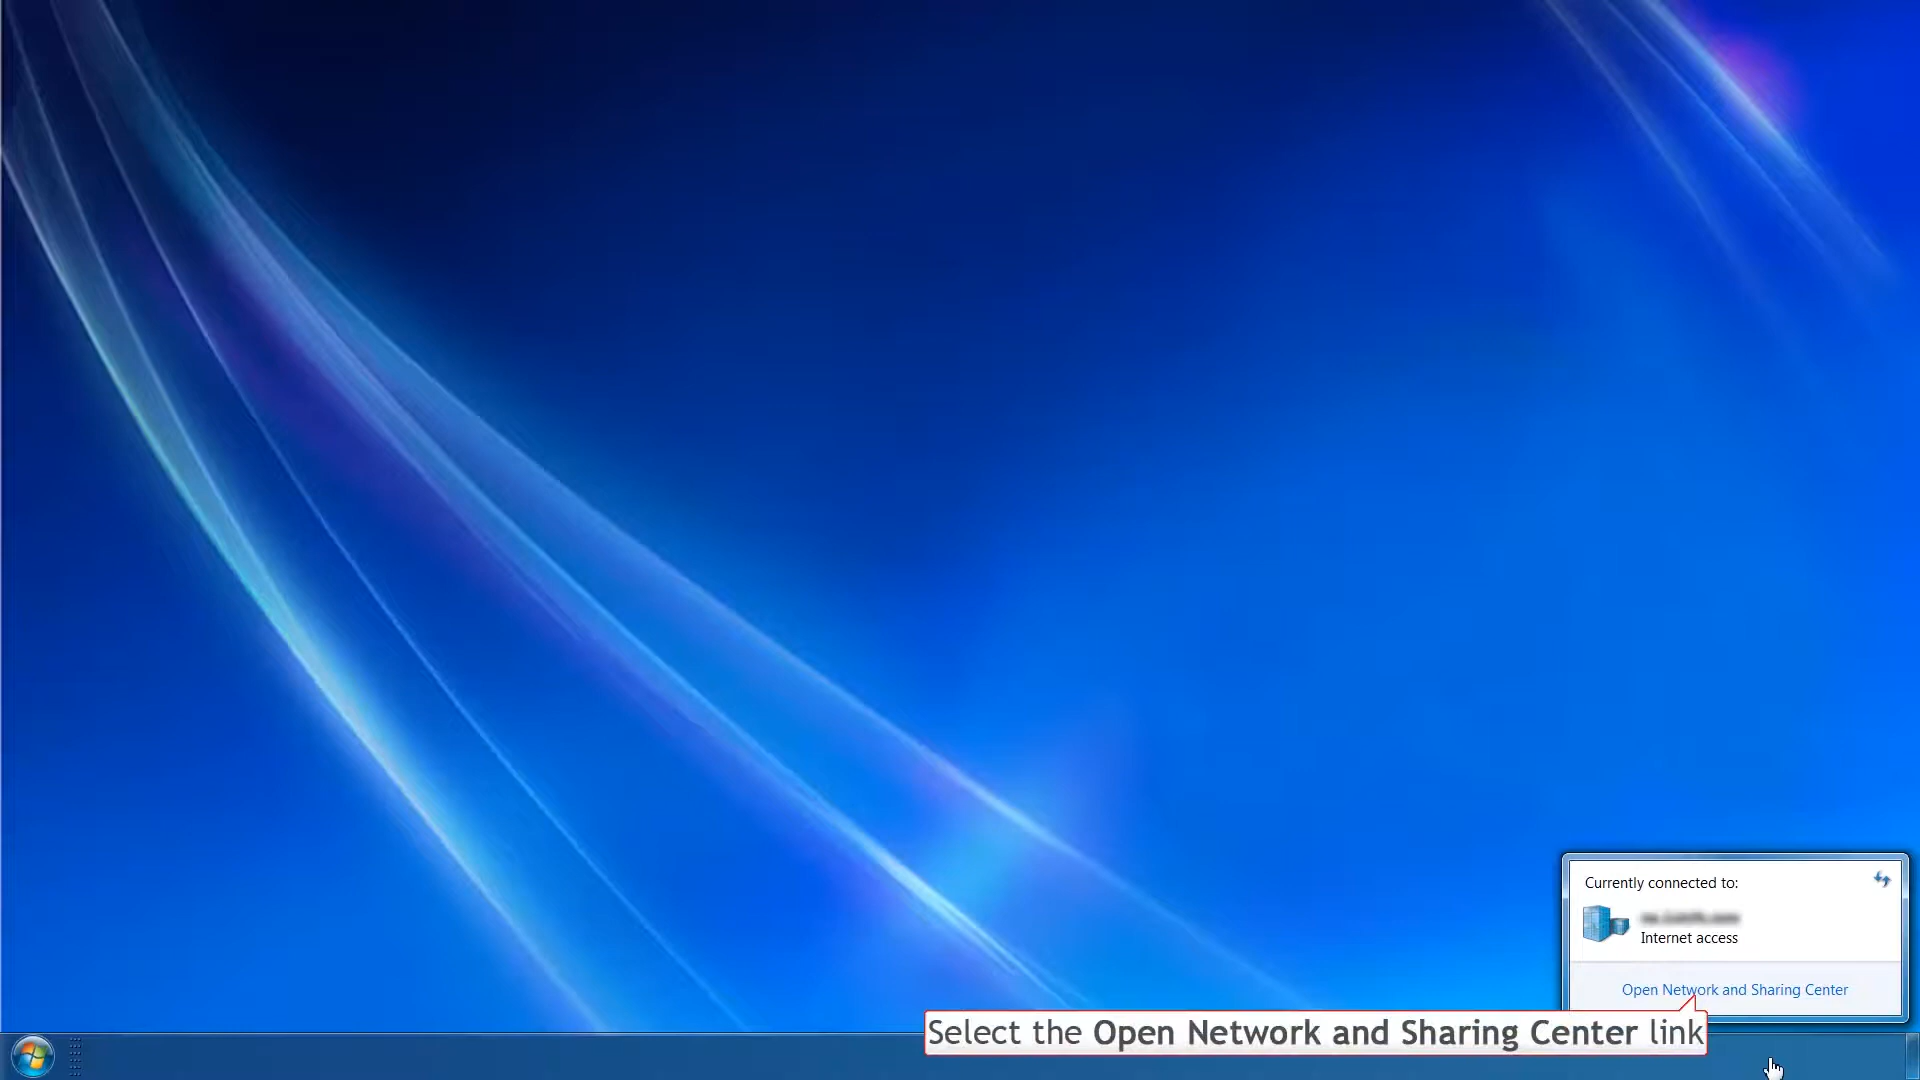 Currently connected to:
Internet access
Open Network and Sharing Center
Select the Open Network and Sharing Center link